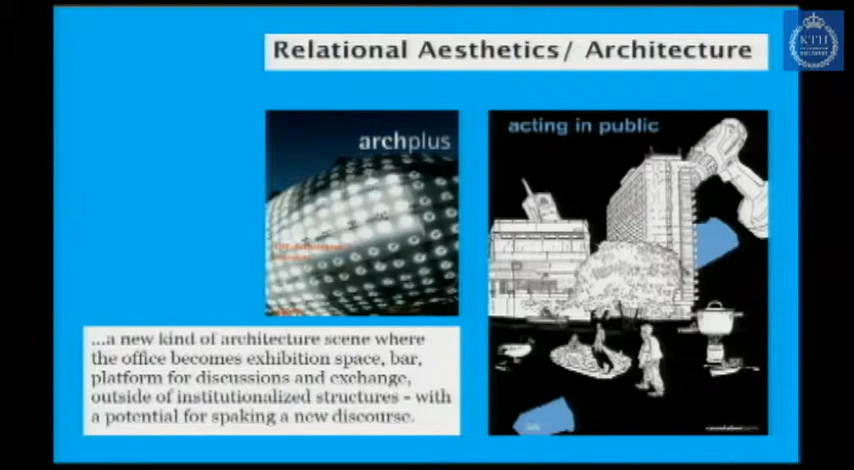 Relational Aesthetics/ Architecture
KTH
archplus
acting in public
...a new kind of architecture scene where
the office becomes exhibition space, bar,
platform for discussions and exchange,
outside of institutionalized structures - with
a potential for spaking a new discourse.